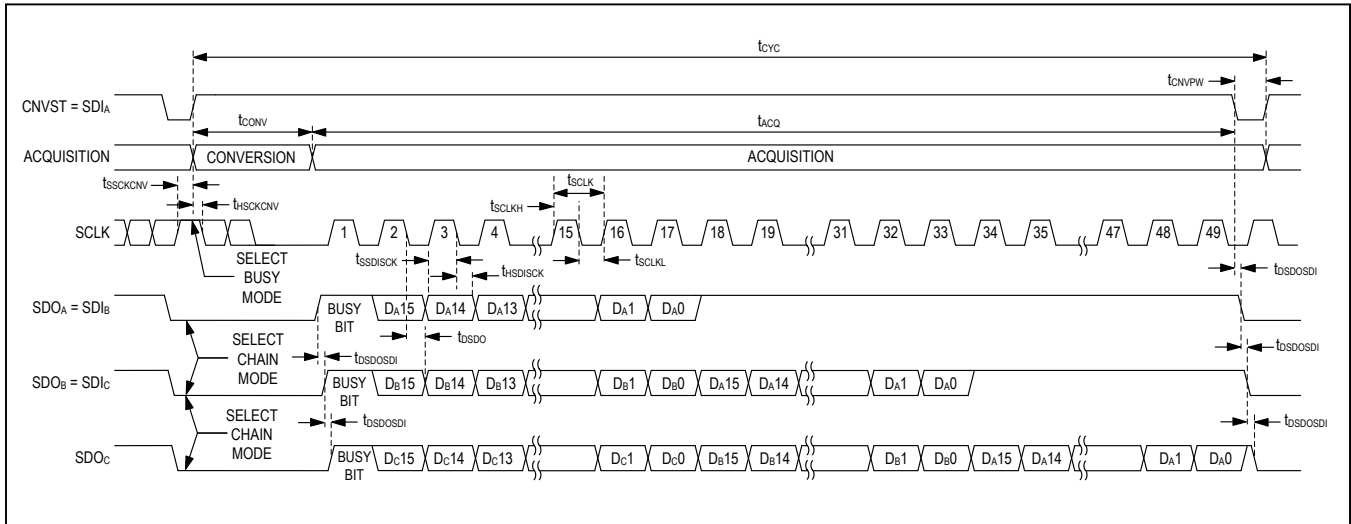 tCYC
tCNVPW
CNVST = SDIA
tCONV
tACQ
ACQUISITION
CONVERSION
ACQUISITION
tSSCKCNV
tHSCKCNV
tSCLK
tSCLKH
SCLK
1 2 3 4 15 16 17 18 19 31 32 33 34 35 47 48 49
SELECT
BUSY
MODE
tSSDISCK
tHSDISCK
tSCLKL
tDSDOSDI
SDOA = SDIB
BUSY
BIT
DA15 DA14 DA13 DA1 DA0
SELECT
CHAIN
MODE
tDSDO
tDSDOSDI
tDSDOSDI
SDOB = SDIC
BUSY
BIT
DB15 DB14 DB13 DB1 DB0 DA15 DA14 DA1 DA0
SELECT
CHAIN
MODE
tDSDOSDI
tDSDOSDI
SDOC
BUSY
BIT
DC15 DC14 DC13 DC1 DC0 DB15 DB14 DB1 DB0 DA15 DA14 DA1 DA0